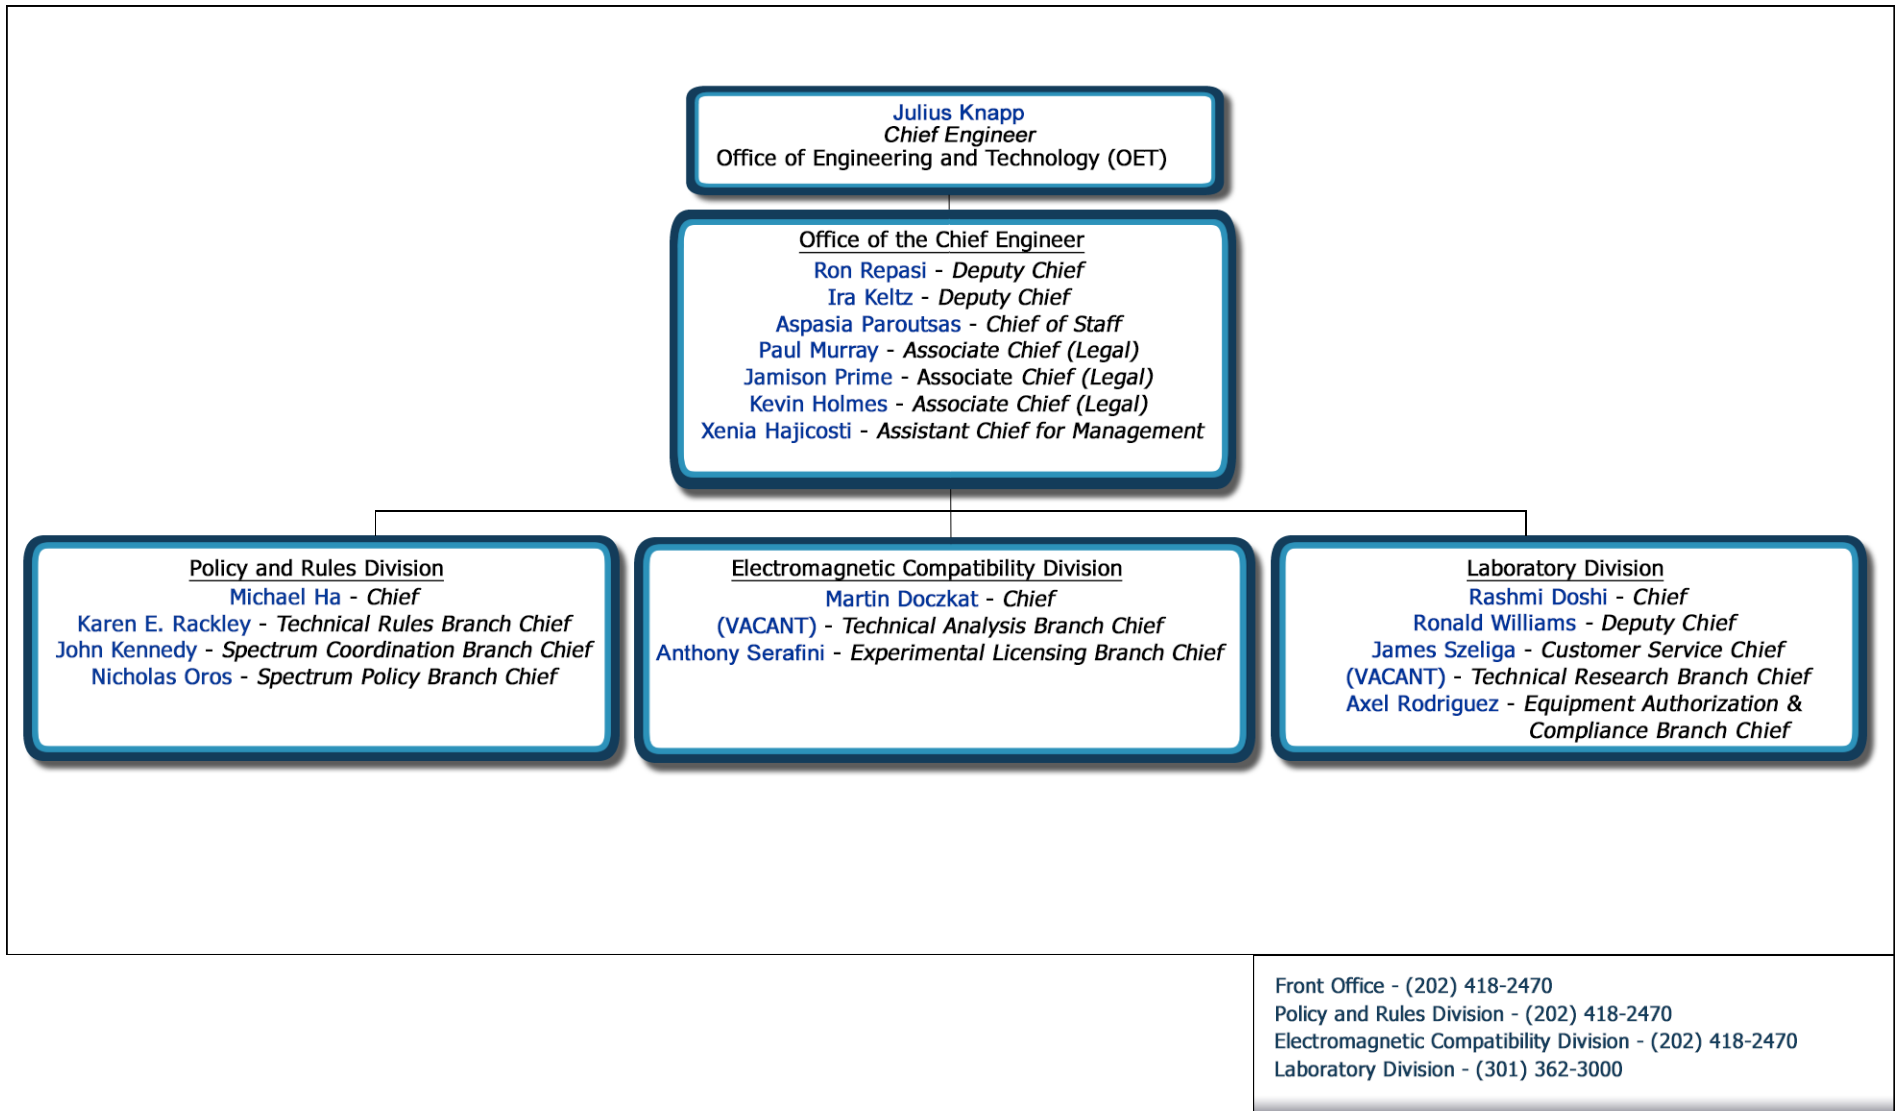 Julius Knapp
Chief Engineer
Office of Engineering and Technology (OET)
Office of the Chief Engineer
Ron Repasi - Deputy Chief
Ira Keltz - Deputy Chief
Aspasia Paroutsas - Chief of Staff
Paul Murray - Associate Chief (Legal)
Jamison Prime - Associate Chief (Legal)
Kevin Holmes - Associate Chief (Legal)
Xenia Hajicosti - Assistant Chief for Management
Policy and Rules Division
Michael Ha - Chief
Karen E. Rackley - Technical Rules Branch Chief
John Kennedy - Spectrum Coordination Branch Chief
Nicholas Oros - Spectrum Policy Branch Chief
Electromagnetic Compatibility Division
Martin Doczkat - Chief
(VACANT) - Technical Analysis Branch Chief
Anthony Serafini - Experimental Licensing Branch Chief
Laboratory Division
Rashmi Doshi - Chief
Ronald Williams - Deputy Chief
James Szeliga - Customer Service Chief
(VACANT) - Technical Research Branch Chief
Axel Rodriguez - Equipment Authorization &
Compliance Branch Chief
Front Office - (202) 418-2470
Policy and Rules Division - (202) 418-2470
Electromagnetic Compatibility Division - (202) 418-2470
Laboratory Division - (301) 362-3000